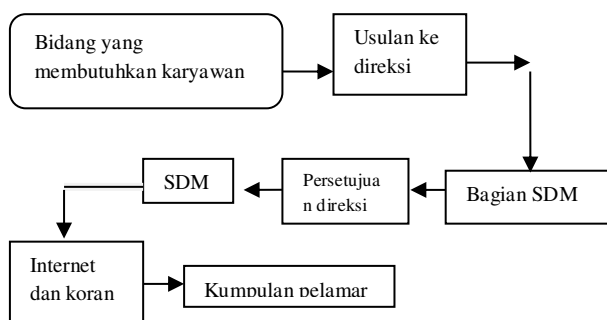 Bidang yang
membutuhkan karyawan
Usulan ke
direksi
Bagian SDM
Persetujua
n direksi
SDM
Internet
dan koran
Kumpulan pelamar